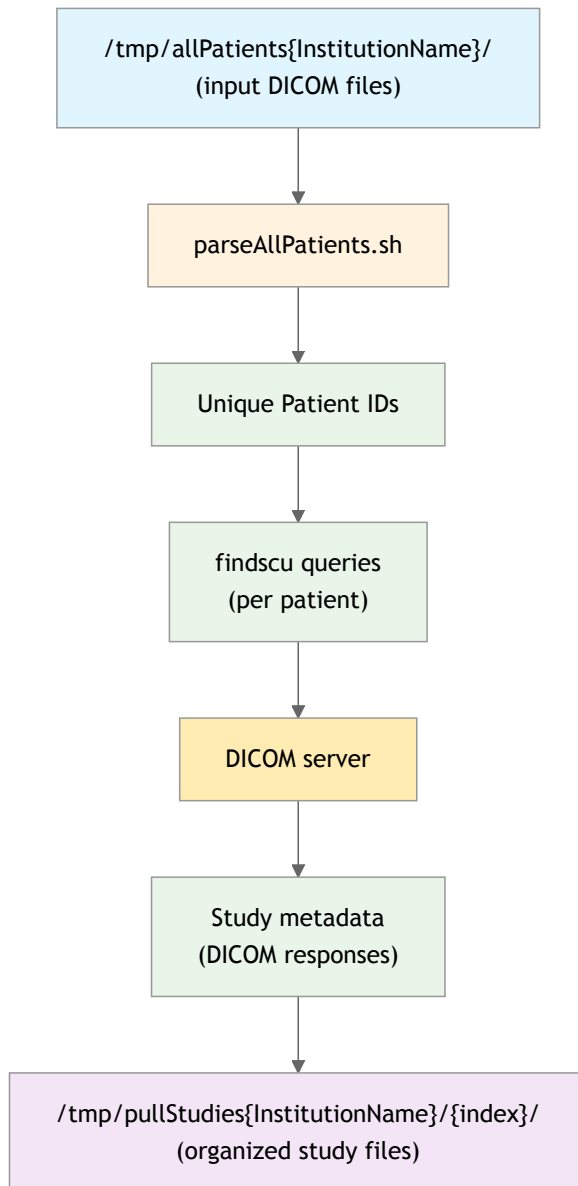 /tmp/allPatients{InstitutionName}/
(input DICOM files)
parseAllPatients.sh
Unique Patient IDs
findscu queries
(per patient)
DICOM server
Study metadata
(DICOM responses)
/tmp/pullStudies{InstitutionName}/{index}/
(organized study files)